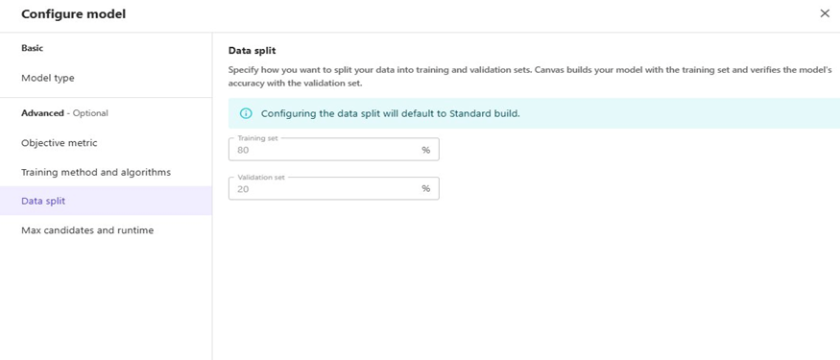 Configure model
Basic
Model type
Advanced - Optional
Objective metric
Training method and algorithms
Data split
Max candidates and runtime
Data split
Specify how you want to split your data into training and validation sets. Canvas builds your model with the training set and verifies the model's
accuracy with the validation set.
Configuring the data split will default to Standard build.
Training set
80 %
Validation set
20 %